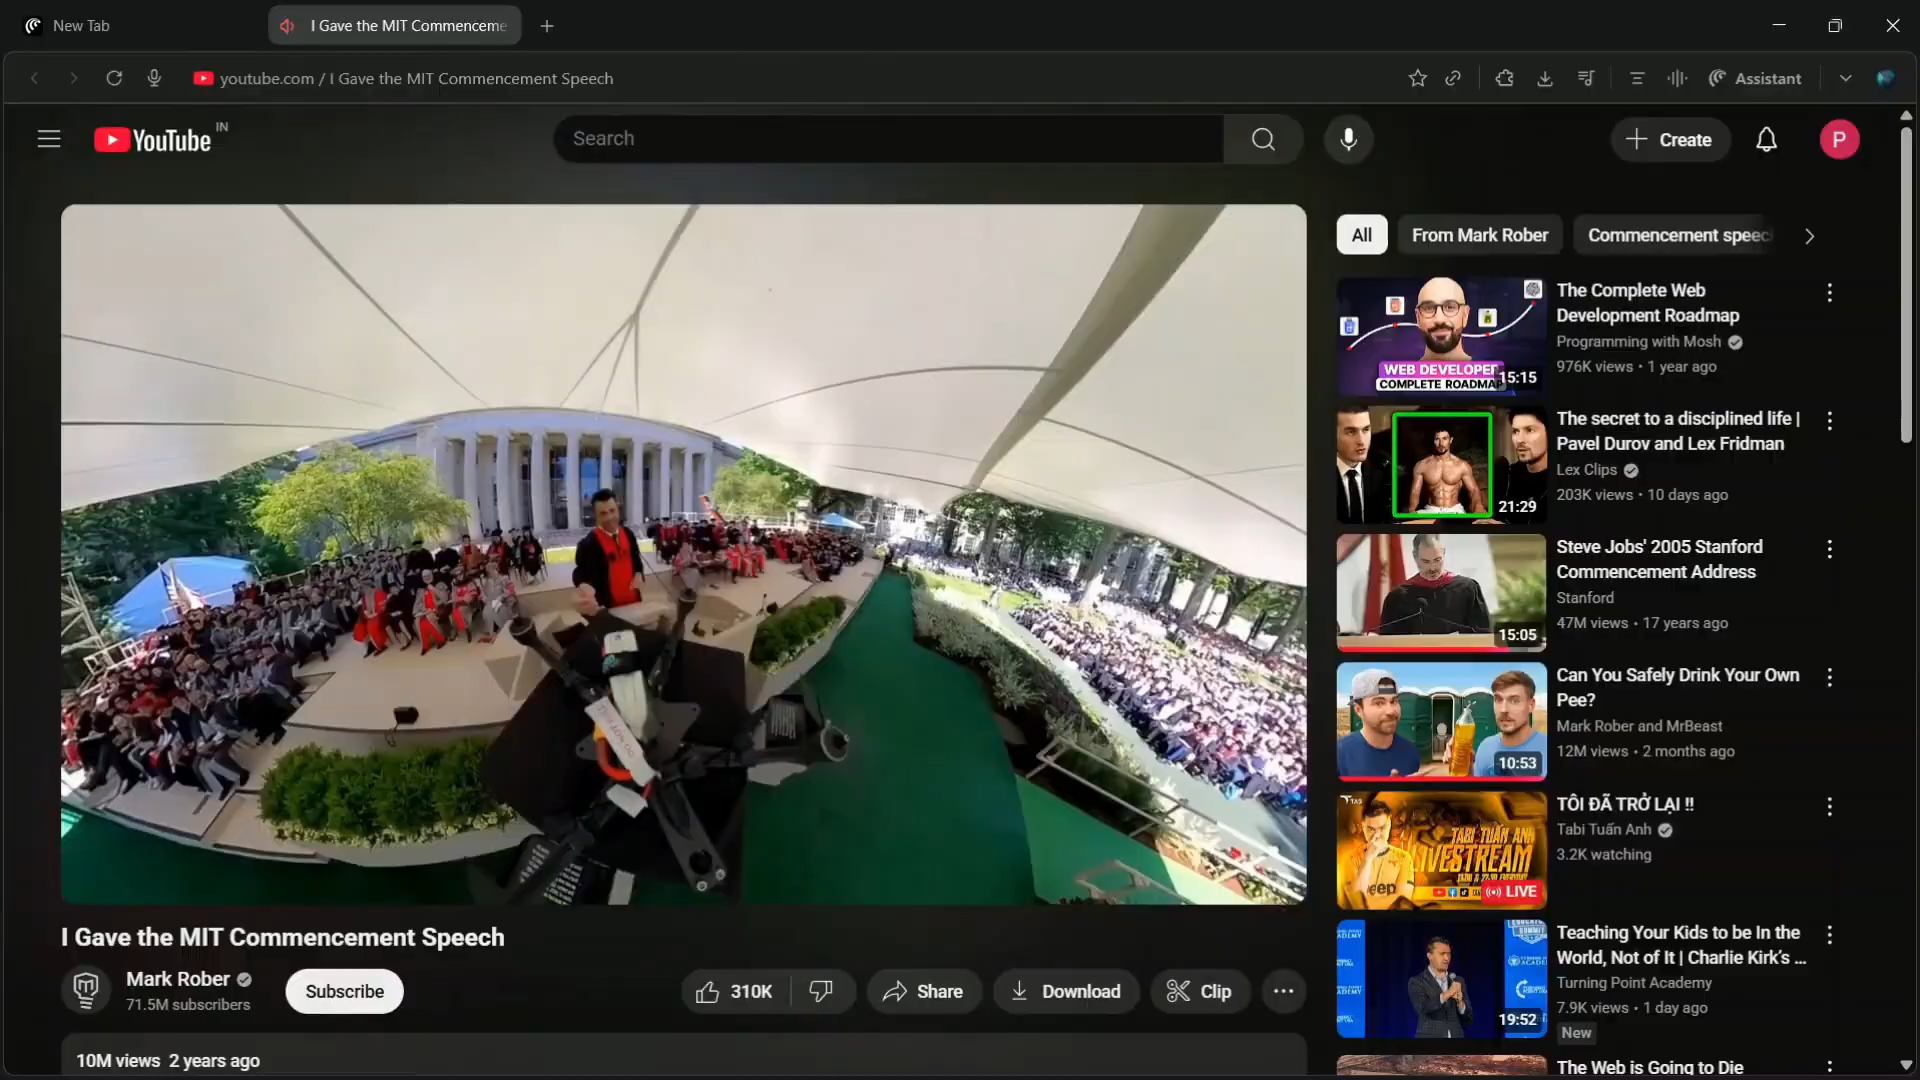 New Tab
I Gave the MIT Commenceme
youtube.com / I Gave the MIT Commencement Speech
Assistant
YouTube IN
Search
Create
P
All
From Mark Rober
Commencement speec
WEB DEVELOPER
COMPLETE ROADMAP
15:15
The Complete Web
Development Roadmap
Programming with Mosh
976K views • 1 year ago
21:29
The secret to a disciplined life |
Pavel Durov and Lex Fridman
Lex Clips
203K views • 10 days ago
15:05
Steve Jobs' 2005 Stanford
Commencement Address
Stanford
47M views • 17 years ago
10:53
Can You Safely Drink Your Own
Pee?
Mark Rober and MrBeast
12M views • 2 months ago
TABI TUẤN ANH
LIVESTREAM
LIVE
TÔI ĐÃ TRỞ LẠI !!
Tabi Tuấn Anh
3.2K watching
19:52
Teaching Your Kids to be In the
World, Not of It | Charlie Kirk's ...
Turning Point Academy
7.9K views • 1 day ago
New
The Web is Going to Die
I Gave the MIT Commencement Speech
Mark Rober
71.5M subscribers
Subscribe
310K
Share
Download
Clip
10M views 2 years ago